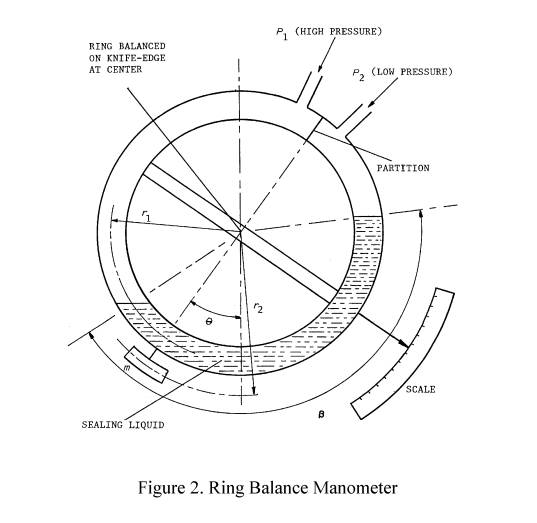 P1 (HIGH PRESSURE)
RING BALANCED
ON KNIFE-EDGE
AT CENTER
P2 (LOW PRESSURE)
PARTITION
r1
r2
θ
m
SCALE
β
SEALING LIQUID
Figure 2. Ring Balance Manometer